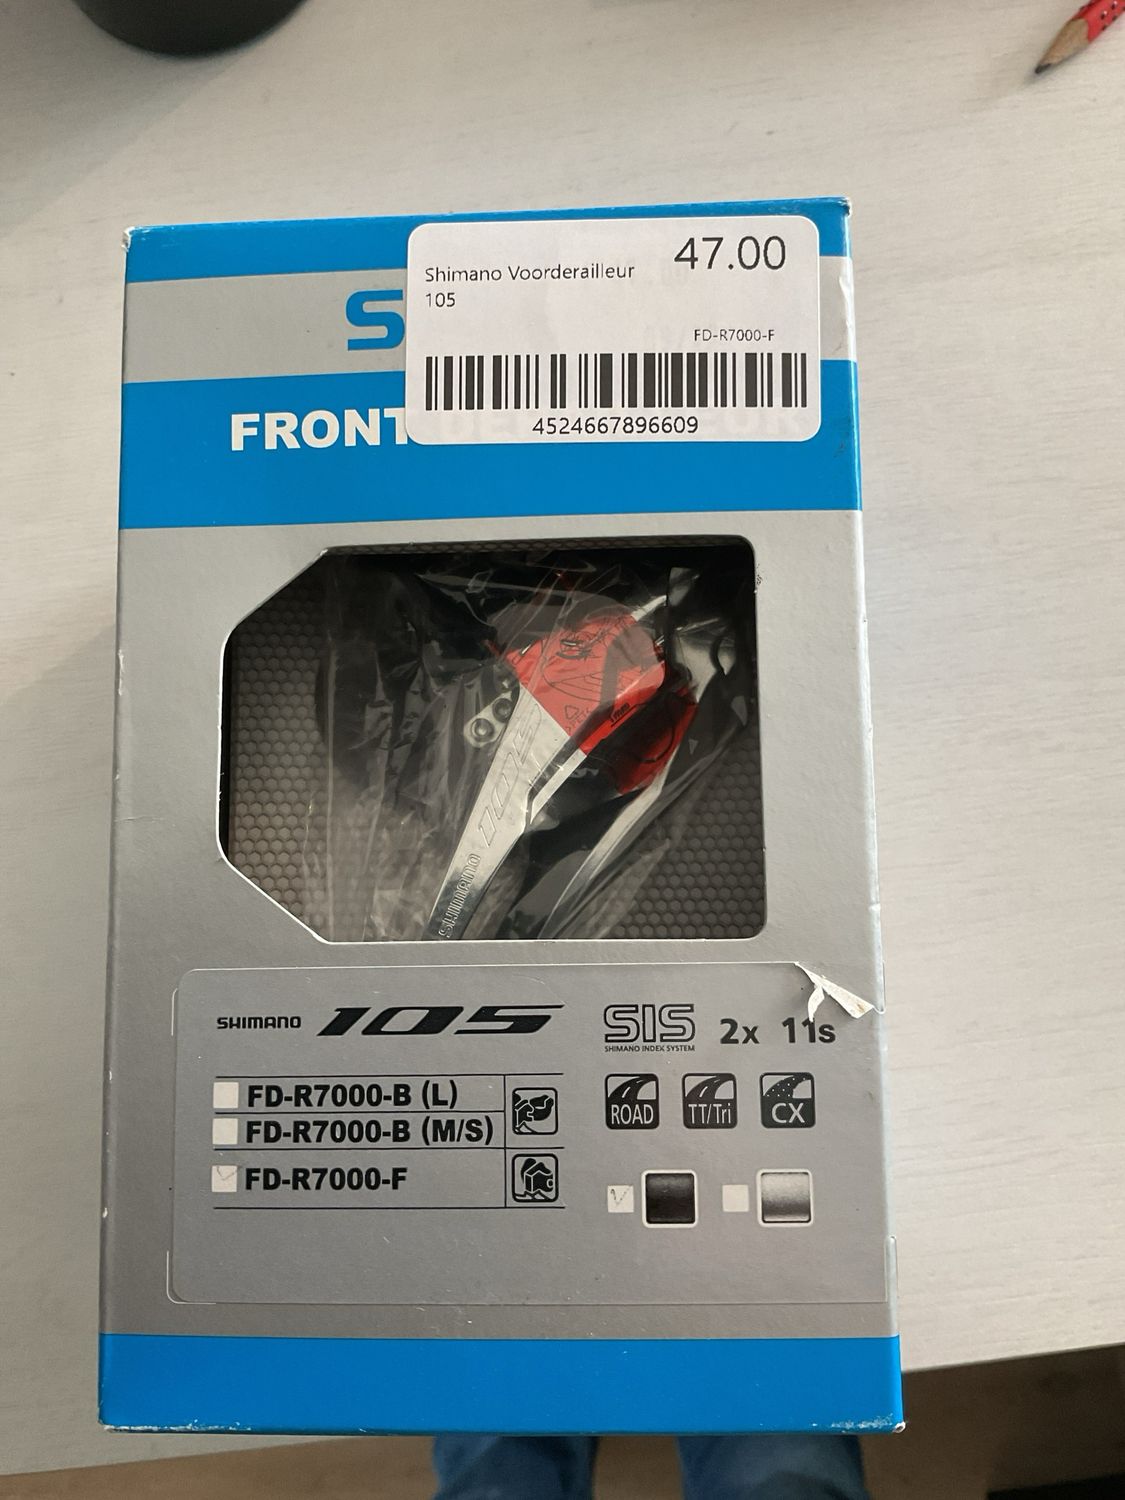 47.00
Shimano Voorderailleur
105
FD-R7000-F
4524667896609
S
FRONT
105
SHIMANO
SHIMANO 105
SIS
SHIMANO INDEX SYSTEM
2x 11s
FD-R7000-B (L)
FD-R7000-B (M/S)
FD-R7000-F
ROAD
TT/Tri
CX